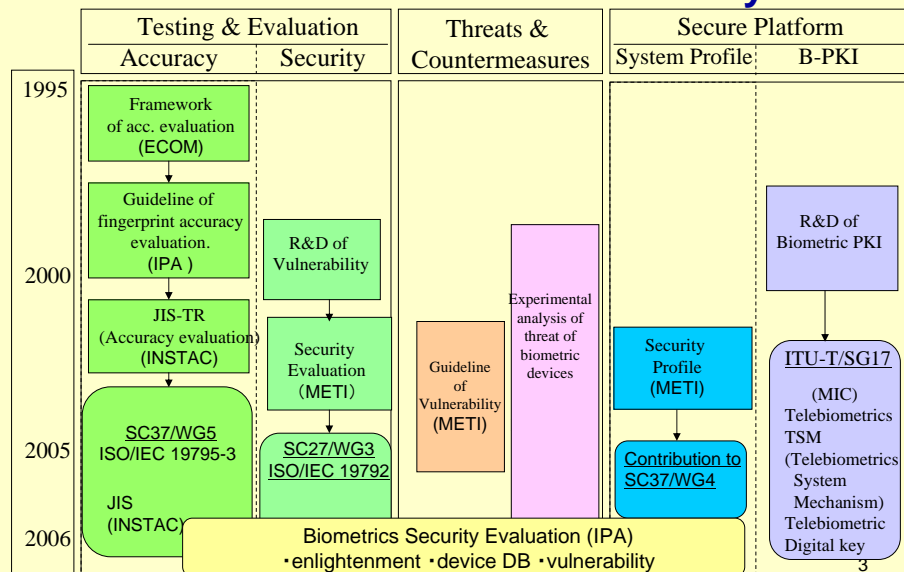 Testing & Evaluation
Accuracy
Security
Threats &
Countermeasures
Secure Platform
System Profile
B-PKI
1995
2000
2005
2006
Framework
of acc. evaluation
(ECOM)
Guideline of
fingerprint accuracy
evaluation.
(IPA )
JIS-TR
(Accuracy evaluation)
(INSTAC)
SC37/WG5
ISO/IEC 19795-3
JIS
(INSTAC)
R&D of
Vulnerability
Security
Evaluation
(METI)
SC27/WG3
ISO/IEC 19792
Guideline
of
Vulnerability
(METI)
Experimental
analysis of
threat of
biometric
devices
Security
Profile
(METI)
Contribution to
SC37/WG4
R&D of
Biometric PKI
ITU-T/SG17
(MIC)
Telebiometrics
TSM
(Telebiometrics
System
Mechanism)
Telebiometric
Digital key
Biometrics Security Evaluation (IPA)
・enlightenment ・device DB ・vulnerability
3